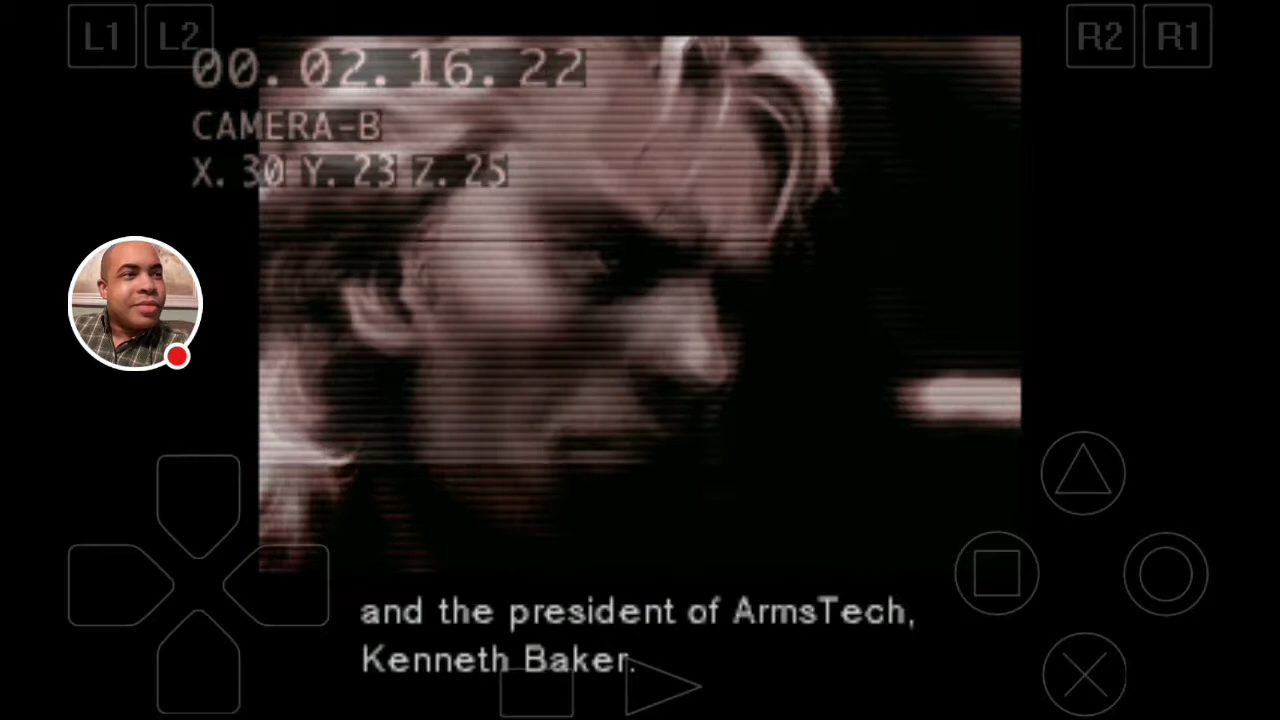 L1 L2 R2 R1
00.02.16.22
CAMERA-B
X.30 Y.23 Z.25
and the president of ArmsTech,
Kenneth Baker.